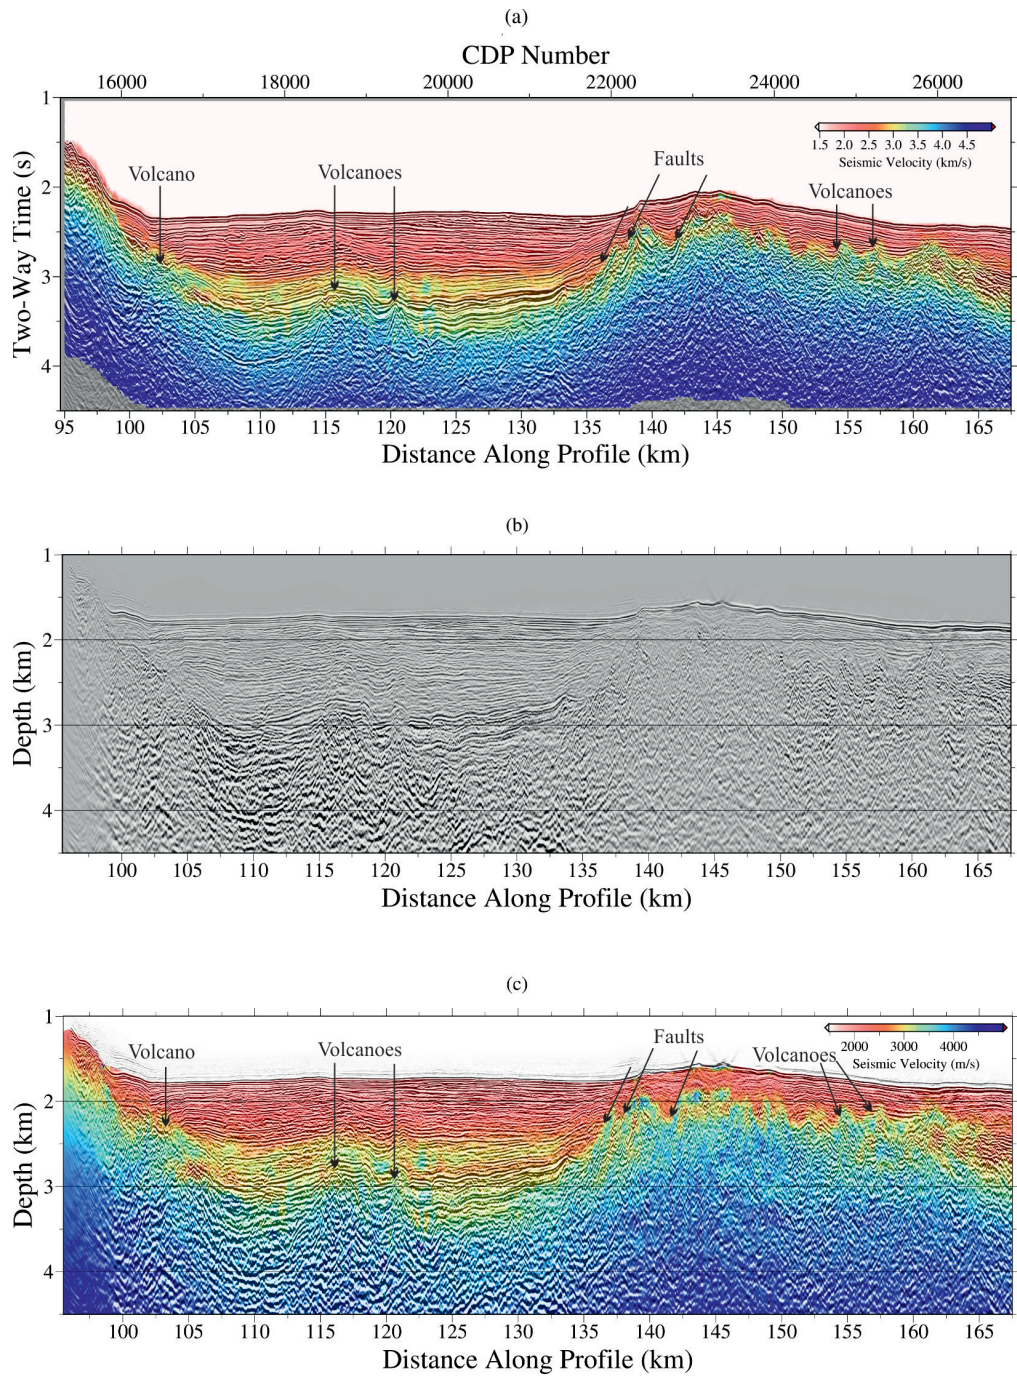 (a)
CDP Number
16000 18000 20000 22000 24000 26000
1
2
3
4
Two-Way Time (s)
1.5 2.0 2.5 3.0 3.5 4.0 4.5
Seismic Velocity (km/s)
Volcano
Volcanoes
Faults
Volcanoes
95 100 105 110 115 120 125 130 135 140 145 150 155 160 165
Distance Along Profile (km)
(b)
1
2
3
4
Depth (km)
100 105 110 115 120 125 130 135 140 145 150 155 160 165
Distance Along Profile (km)
(c)
1
2
3
4
Depth (km)
Volcano
Volcanoes
Faults
Volcanoes
2000 3000 4000
Seismic Velocity (m/s)
100 105 110 115 120 125 130 135 140 145 150 155 160 165
Distance Along Profile (km)